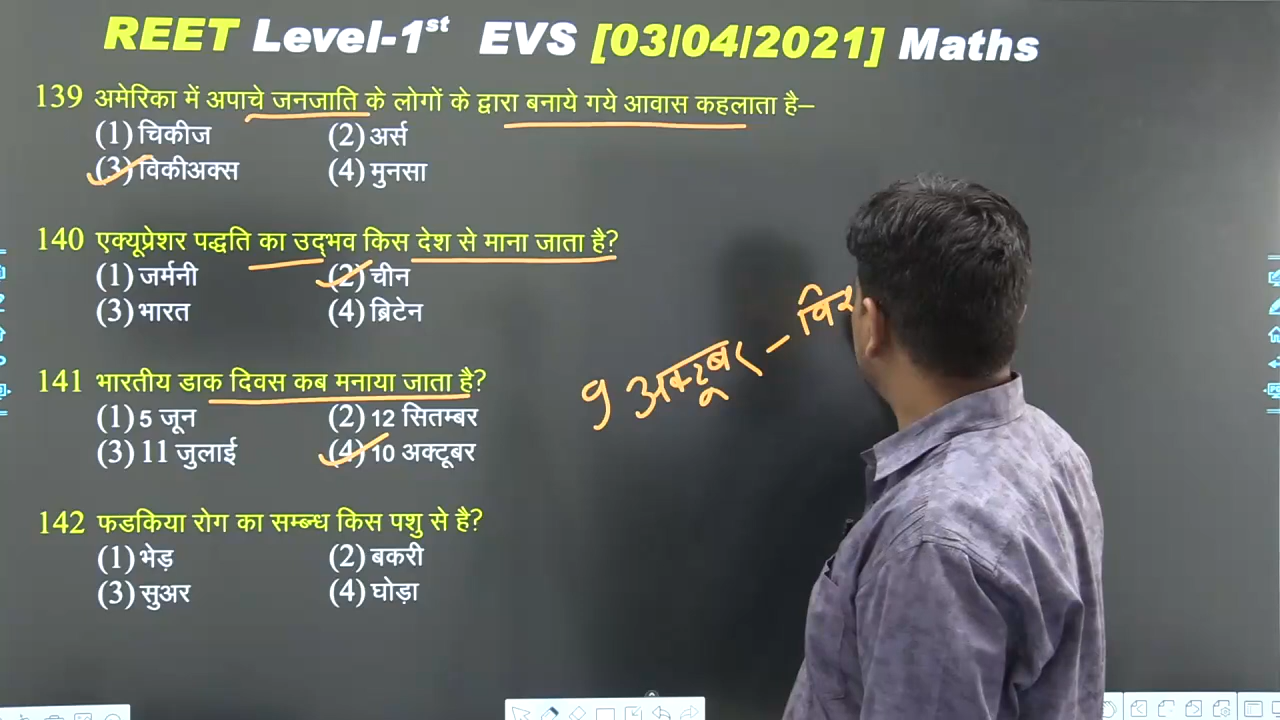 REET Level-1st EVS [03/04/2021] Maths
139 अमेरिका में अपाचे जनजाति के लोगों के द्वारा बनाये गये आवास कहलाता है–
(1) चिकीज (2) अर्स
(3) विकीअक्स (4) मुनसा
140 एक्यूप्रेशर पद्धति का उद्भव किस देश से माना जाता है?
(1) जर्मनी (2) चीन
(3) भारत (4) ब्रिटेन
141 भारतीय डाक दिवस कब मनाया जाता है?
(1) 5 जून (2) 12 सितम्बर
(3) 11 जुलाई (4) 10 अक्टूबर
142 फडकिया रोग का सम्ब्न्ध किस पशु से है?
(1) भेड़ (2) बकरी
(3) सुअर (4) घोड़ा
9 अक्टूबर –